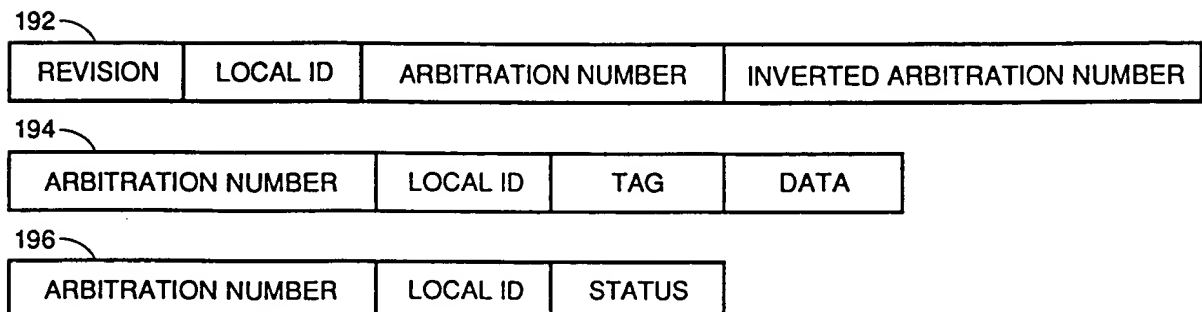 192
REVISION LOCAL ID ARBITRATION NUMBER INVERTED ARBITRATION NUMBER
194
ARBITRATION NUMBER LOCAL ID TAG DATA
196
ARBITRATION NUMBER LOCAL ID STATUS